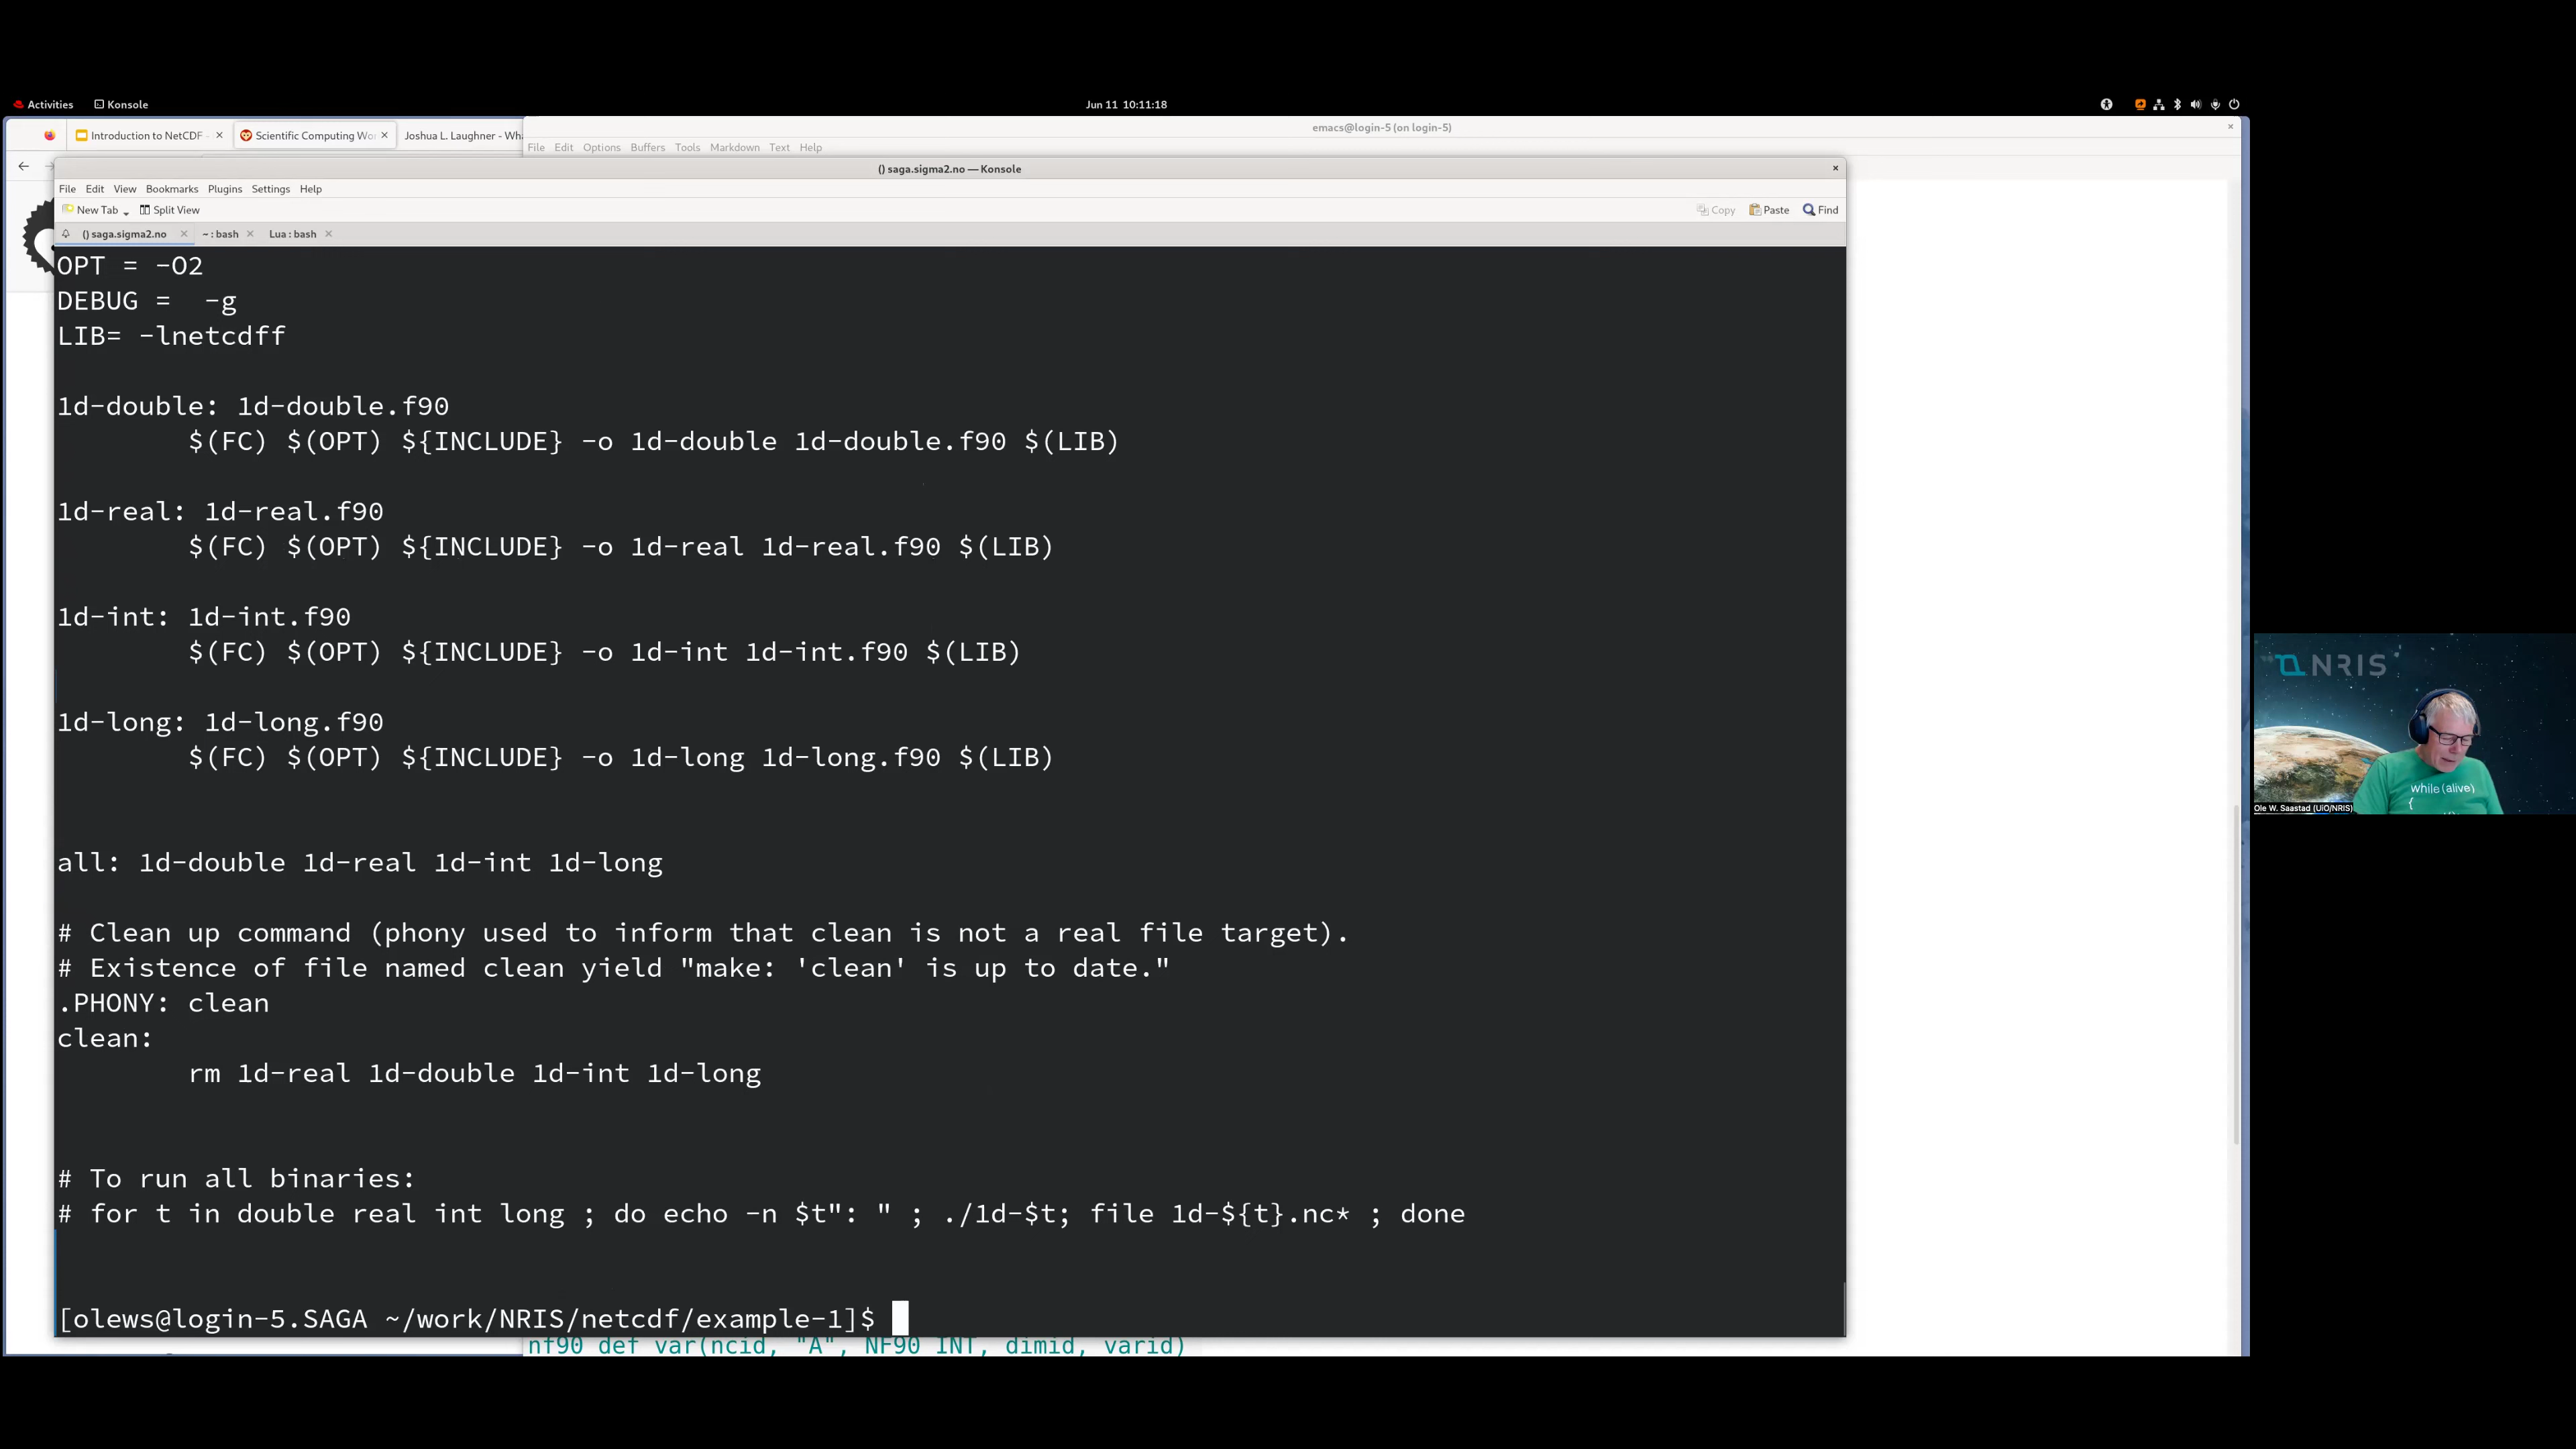 Activities Konsole Jun 11 10:11:18
Introduction to NetCDF - × Scientific Computing Wor × Joshua L. Laughner - Wha
emacs@login-5 (on login-5) ×
File Edit Options Buffers Tools Markdown Text Help
() saga.sigma2.no — Konsole ×
File Edit View Bookmarks Plugins Settings Help
New Tab Split View Copy Paste Find
() saga.sigma2.no × ~ : bash × Lua : bash ×
OPT = -O2
DEBUG =  -g
LIB= -lnetcdff
1d-double: 1d-double.f90
        $(FC) $(OPT) ${INCLUDE} -o 1d-double 1d-double.f90 $(LIB)
1d-real: 1d-real.f90
        $(FC) $(OPT) ${INCLUDE} -o 1d-real 1d-real.f90 $(LIB)
1d-int: 1d-int.f90
        $(FC) $(OPT) ${INCLUDE} -o 1d-int 1d-int.f90 $(LIB)
1d-long: 1d-long.f90
        $(FC) $(OPT) ${INCLUDE} -o 1d-long 1d-long.f90 $(LIB)
all: 1d-double 1d-real 1d-int 1d-long
# Clean up command (phony used to inform that clean is not a real file target).
# Existence of file named clean yield "make: 'clean' is up to date."
.PHONY: clean
clean:
        rm 1d-real 1d-double 1d-int 1d-long
# To run all binaries:
# for t in double real int long ; do echo -n $t": " ; ./1d-$t; file 1d-${t}.nc* ; done
[olews@login-5.SAGA ~/work/NRIS/netcdf/example-1]$
nf90_def_var(ncid, "A", NF90_INT, dimid, varid)
NRIS
while(alive)
{
Ole W. Saastad (UiO/NRIS)